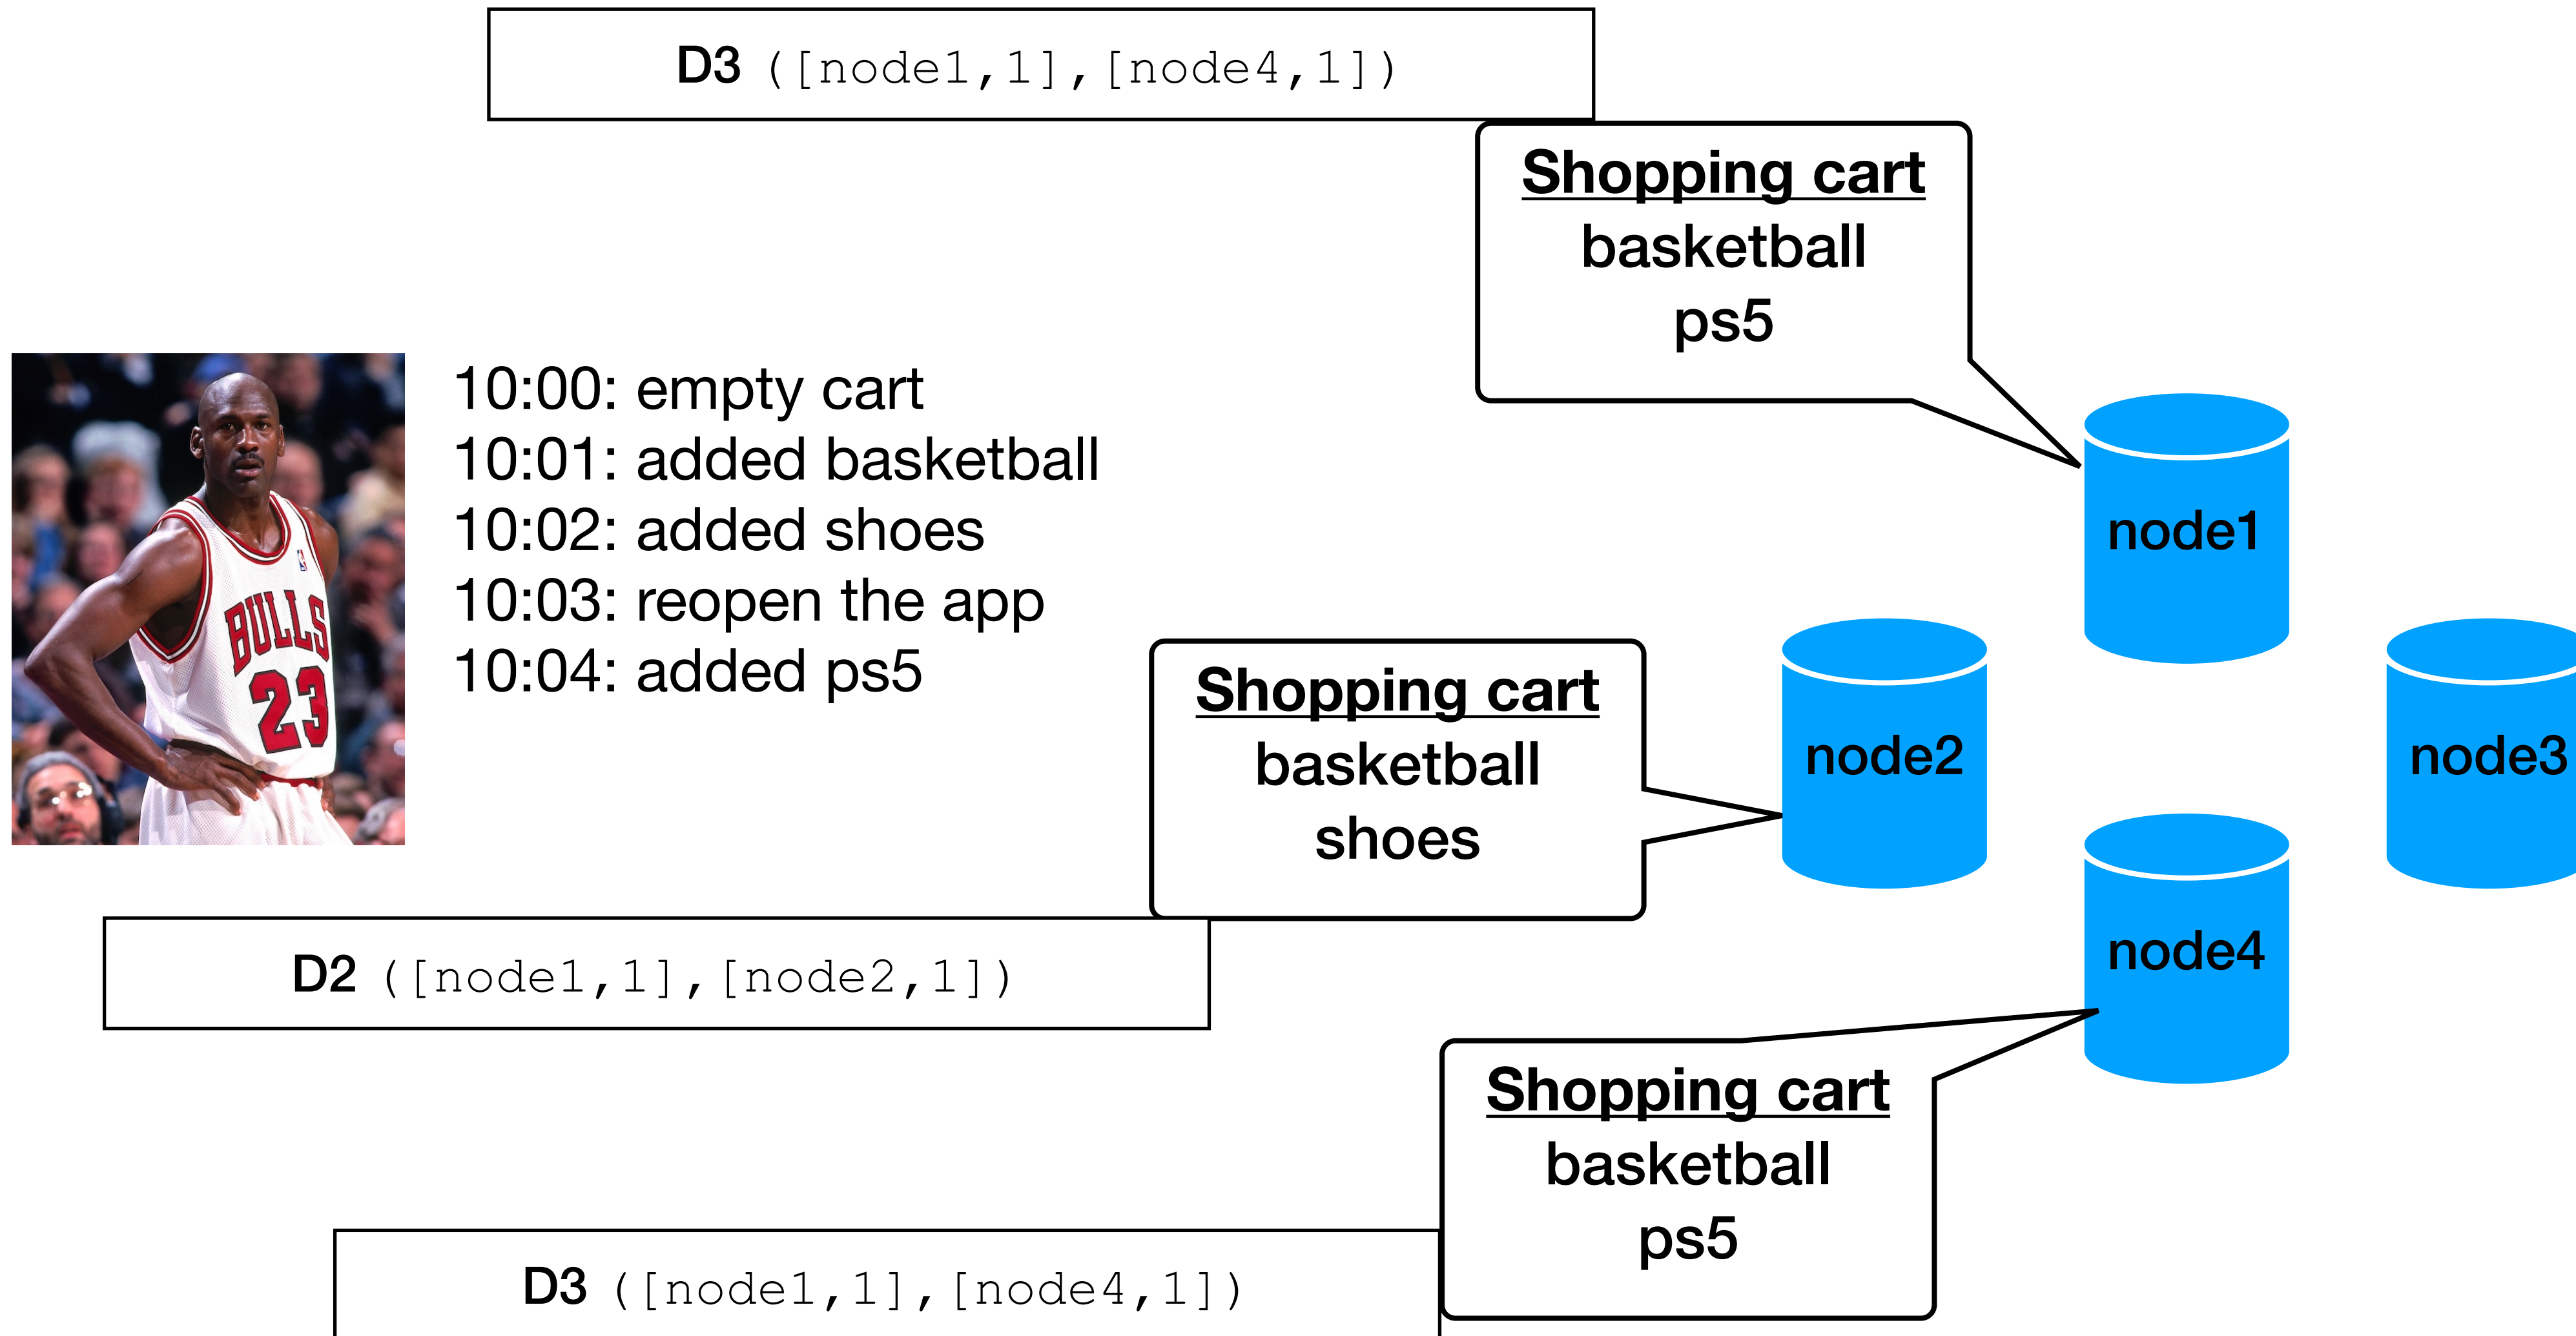 D3 ([node1,1],[node4,1])
Shopping cart
basketball
ps5
10:00: empty cart
10:01: added basketball
10:02: added shoes
10:03: reopen the app
10:04: added ps5
BULLS
23
node1
Shopping cart
basketball
shoes
node2
node3
D2 ([node1,1],[node2,1])
node4
Shopping cart
basketball
ps5
D3 ([node1,1],[node4,1])